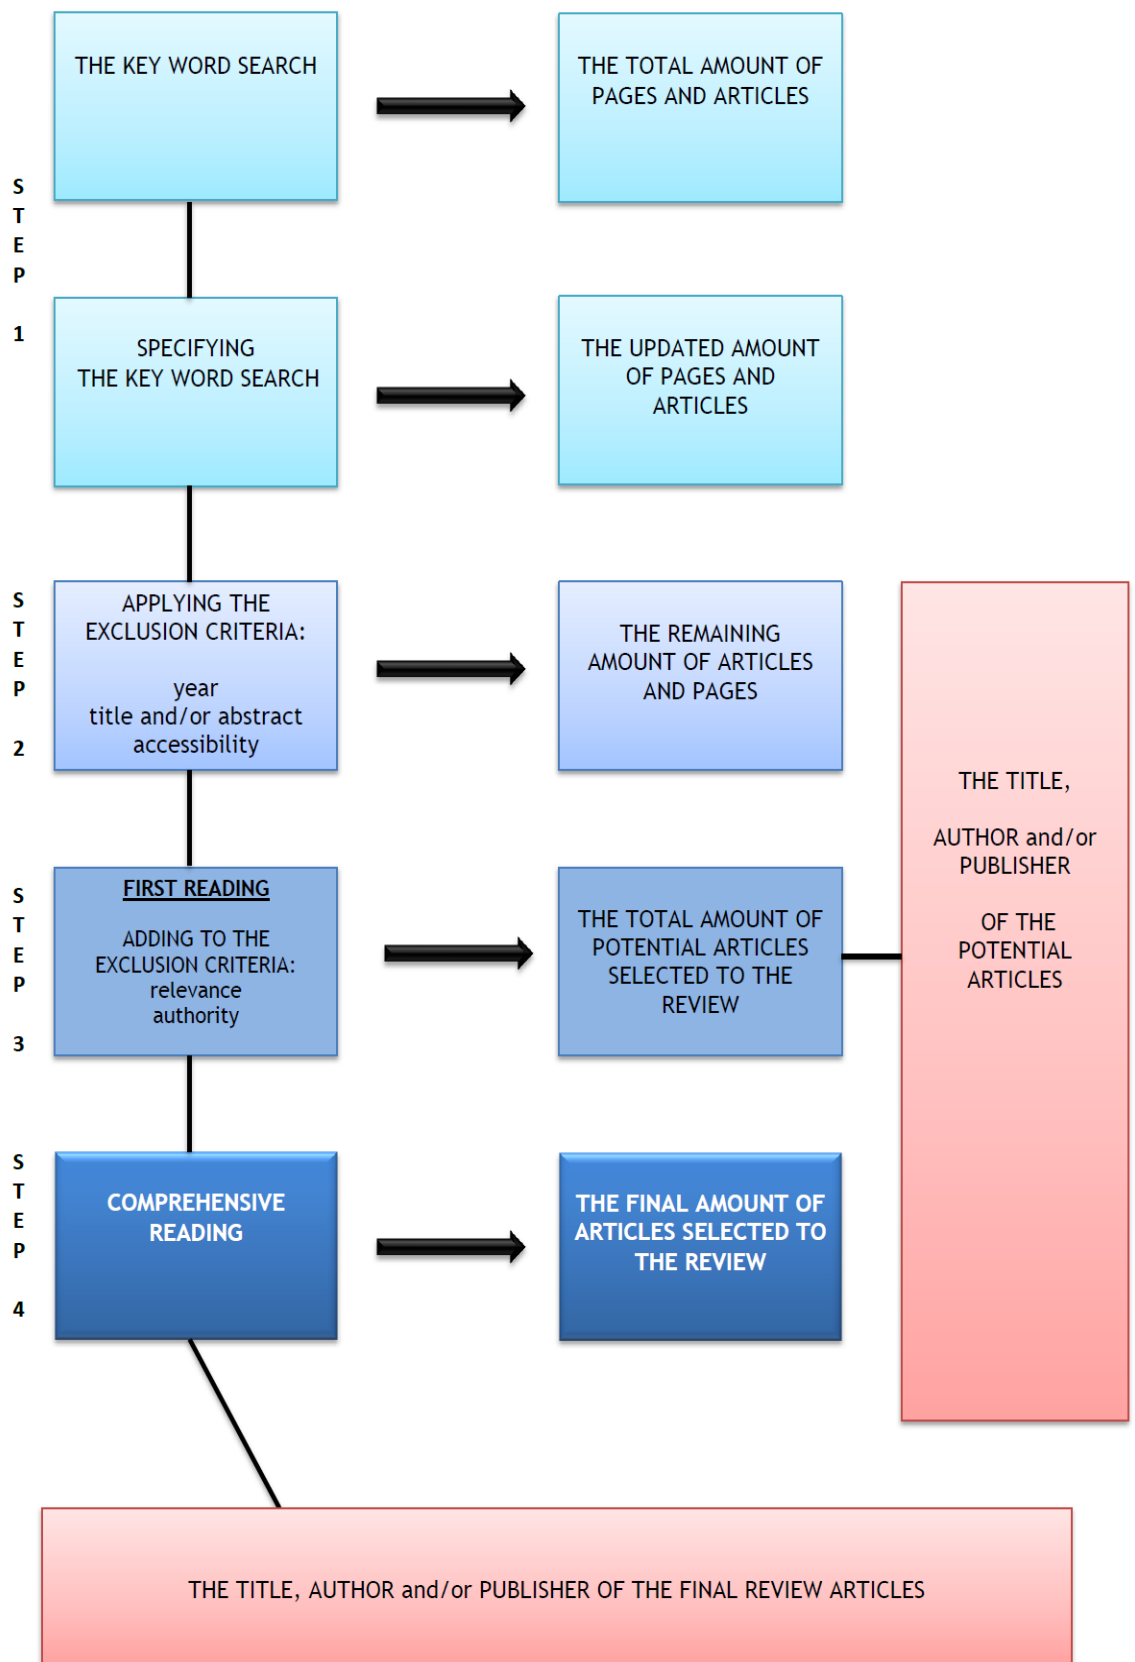 STEP 1
THE KEY WORD SEARCH
THE TOTAL AMOUNT OF
PAGES AND ARTICLES
SPECIFYING
THE KEY WORD SEARCH
THE UPDATED AMOUNT
OF PAGES AND
ARTICLES
STEP 2
APPLYING THE
EXCLUSION CRITERIA:
year
title and/or abstract
accessibility
THE REMAINING
AMOUNT OF ARTICLES
AND PAGES
STEP 3
FIRST READING
ADDING TO THE
EXCLUSION CRITERIA:
relevance
authority
THE TOTAL AMOUNT OF
POTENTIAL ARTICLES
SELECTED TO THE
REVIEW
THE TITLE,
AUTHOR and/or
PUBLISHER
OF THE
POTENTIAL
ARTICLES
STEP 4
COMPREHENSIVE
READING
THE FINAL AMOUNT OF
ARTICLES SELECTED TO
THE REVIEW
THE TITLE, AUTHOR and/or PUBLISHER OF THE FINAL REVIEW ARTICLES